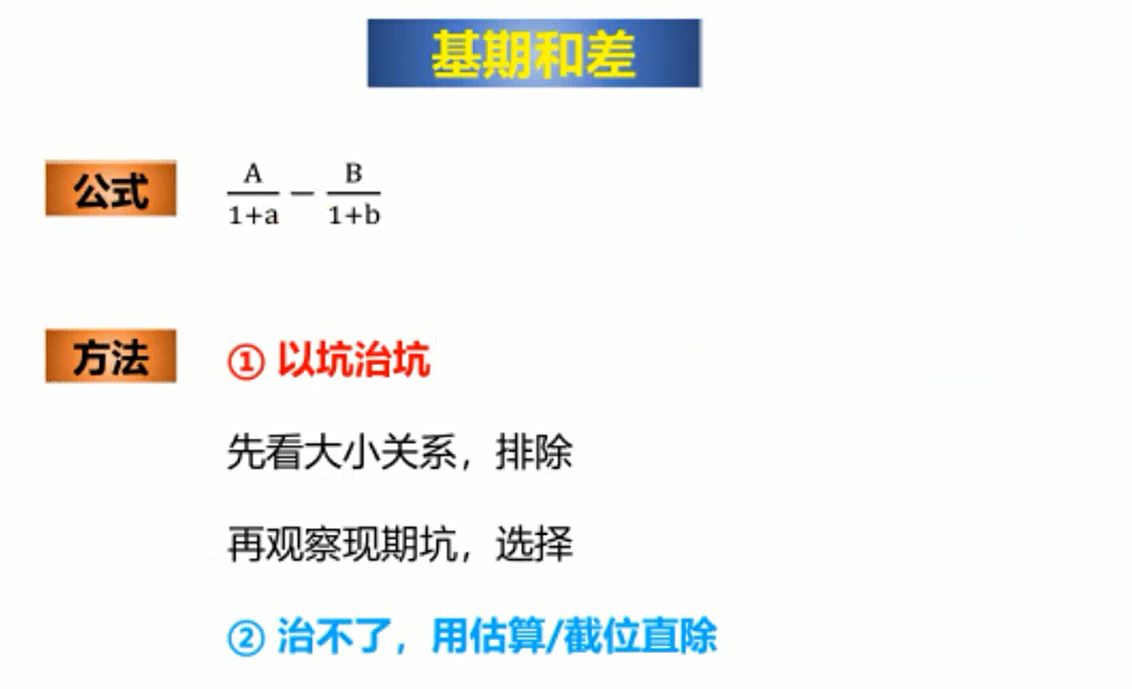 基期和差
公式
A/(1+a) − B/(1+b)
方法
① 以坑治坑
先看大小关系，排除
再观察现期坑，选择
② 治不了，用估算/截位直除